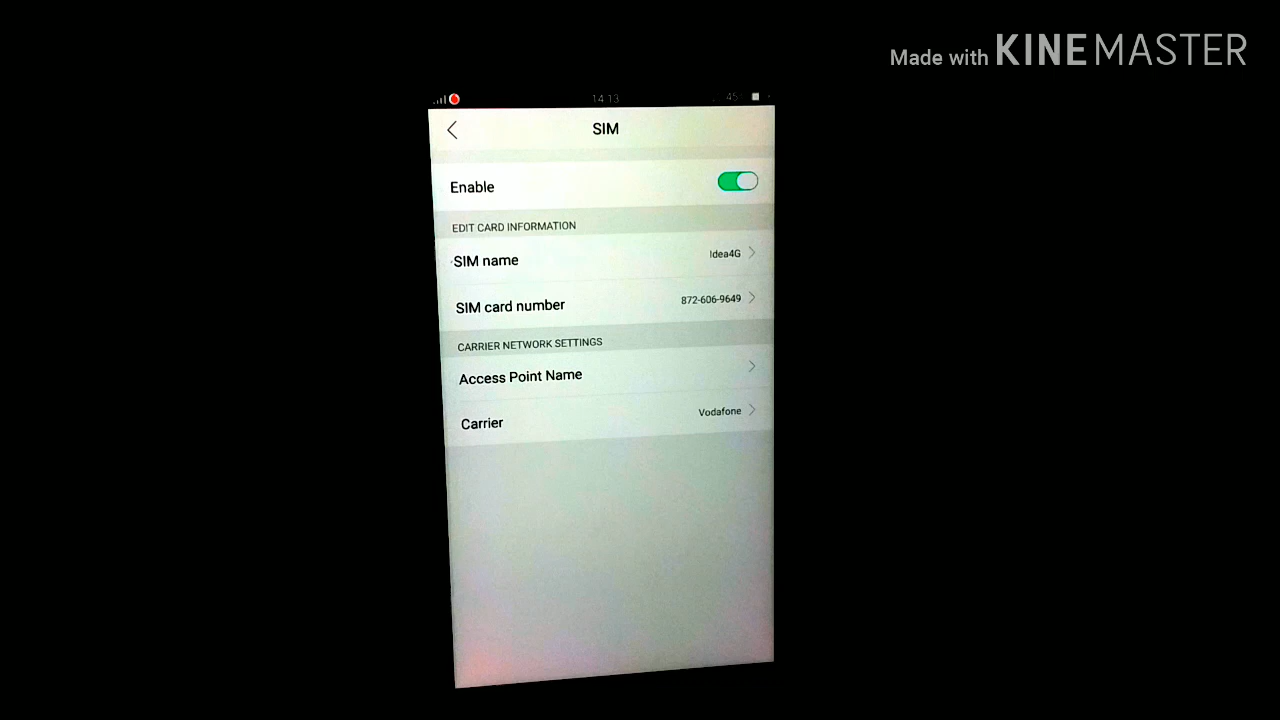 Made with KINEMASTER
14:13 45
SIM
Enable
EDIT CARD INFORMATION
SIM name Idea4G
SIM card number 872-606-9649
CARRIER NETWORK SETTINGS
Access Point Name
Carrier Vodafone